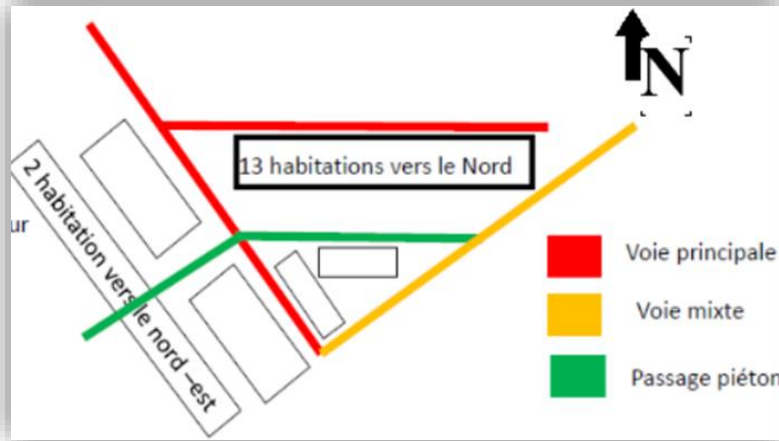 N
13 habitations vers le Nord
2 habitation vers le nord –est
ur
Voie principale
Voie mixte
Passage piéton